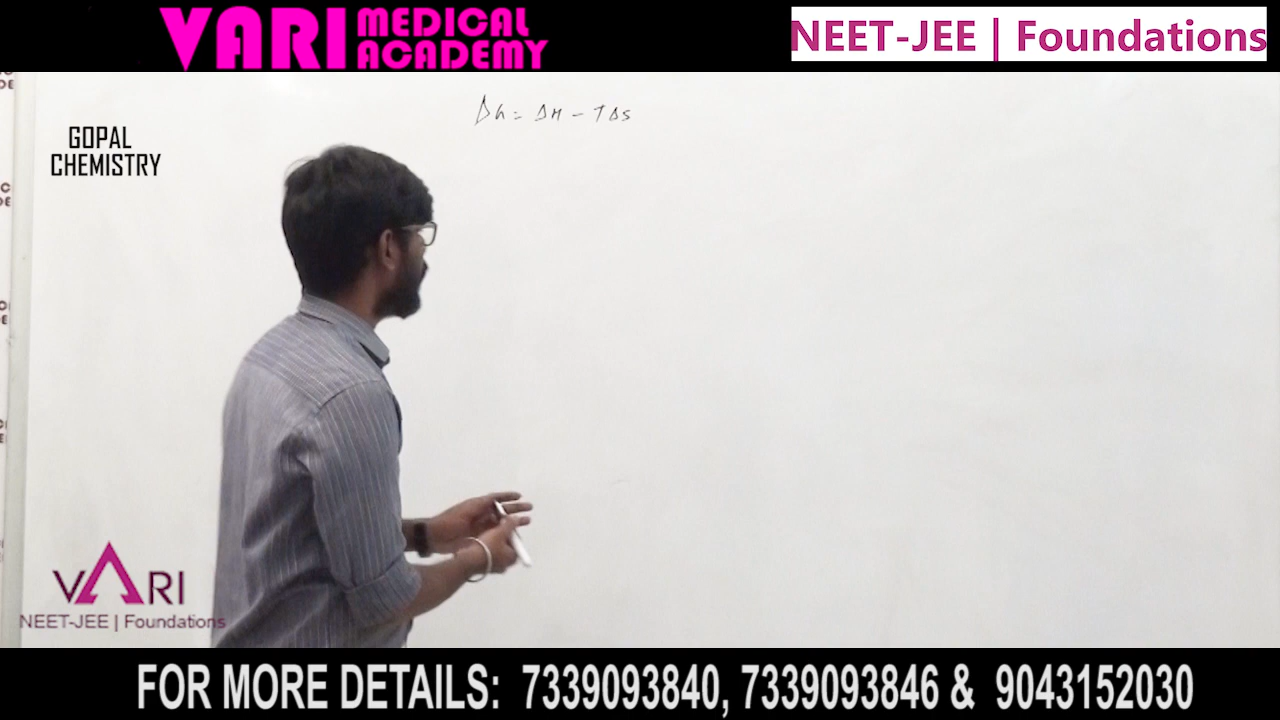 VARI MEDICAL ACADEMY
NEET-JEE | Foundations
ΔG = ΔH - TΔS
GOPAL
CHEMISTRY
VARI
NEET-JEE | Foundations
FOR MORE DETAILS: 7339093840, 7339093846 & 9043152030